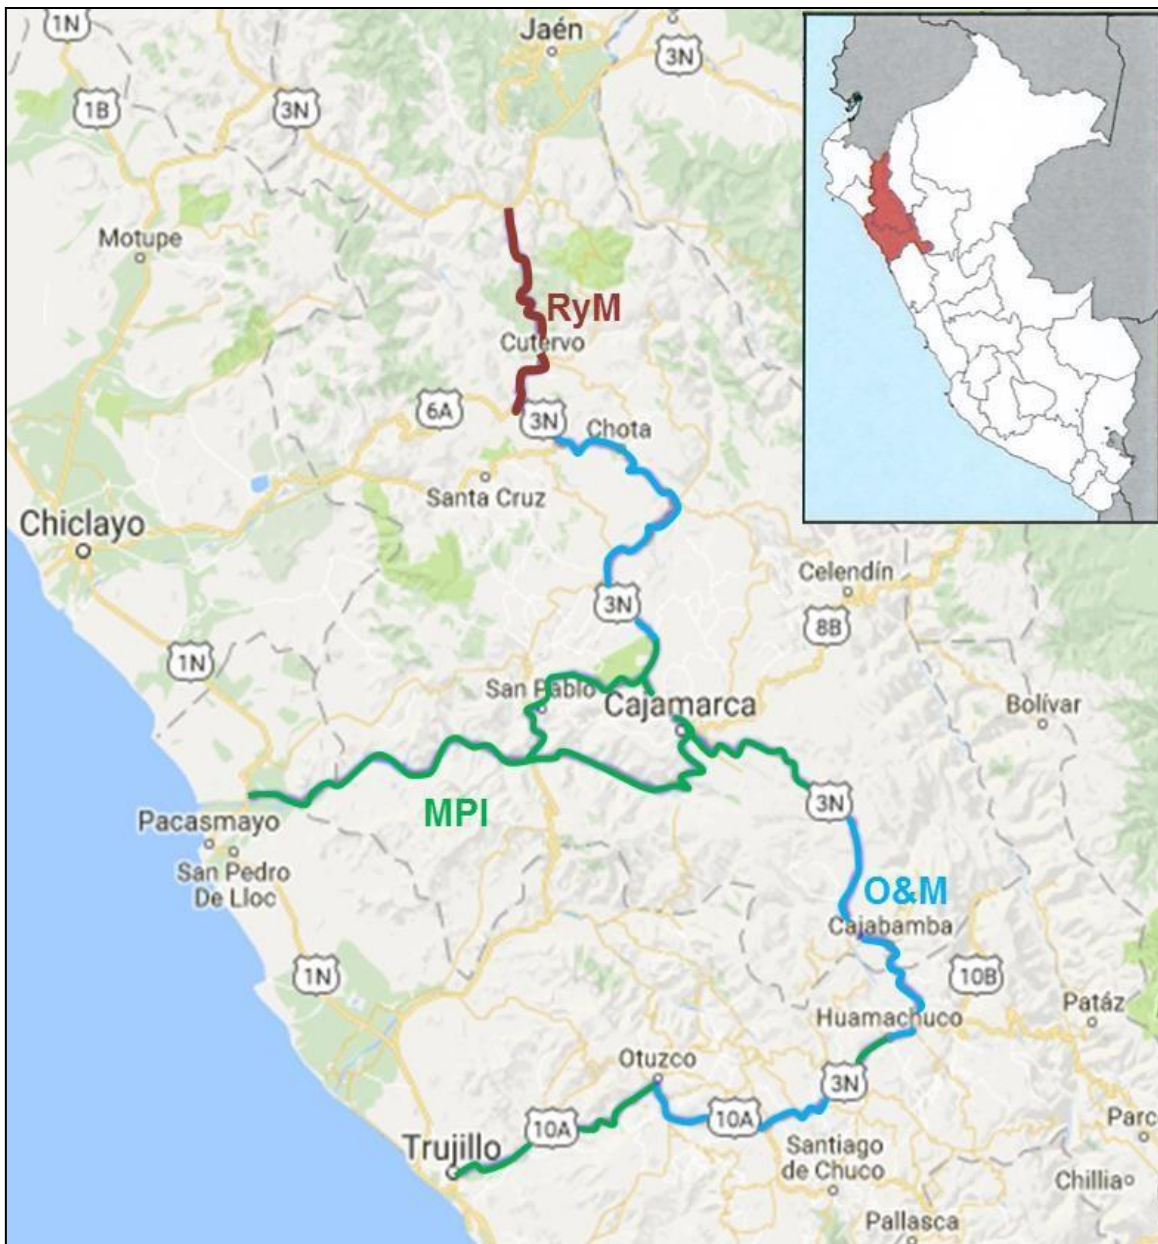 1N
Jaén
3N
1B
3N
Motupe
RyM
Cutervo
6A
3N
Chota
Santa Cruz
Chiclayo
Celendín
3N
8B
1N
San Pablo
Cajamarca
Bolívar
MPI
3N
Pacasmayo
San Pedro
De Lloc
O&M
Cajabamba
1N
10B
Huamachuco
Patáz
Otuzco
3N
10A
10A
Parc
Trujillo
Santiago
de Chuco
Chillia
Pallasca